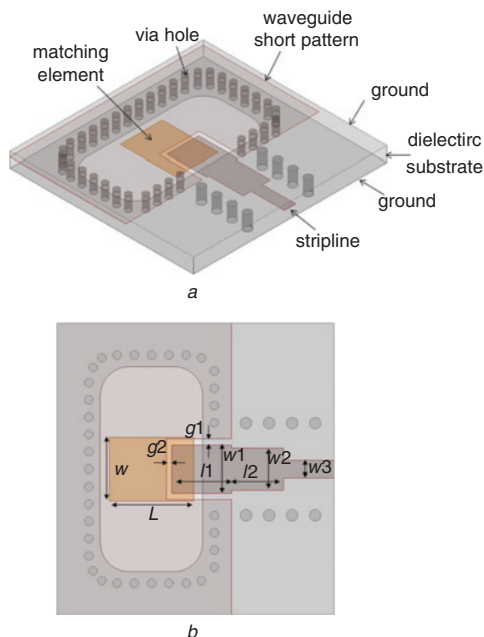 waveguide
short pattern
via hole
matching
element
ground
dielectirc
substrate
ground
stripline
a
g1
g2
w
w1
w2
w3
l1
l2
L
b